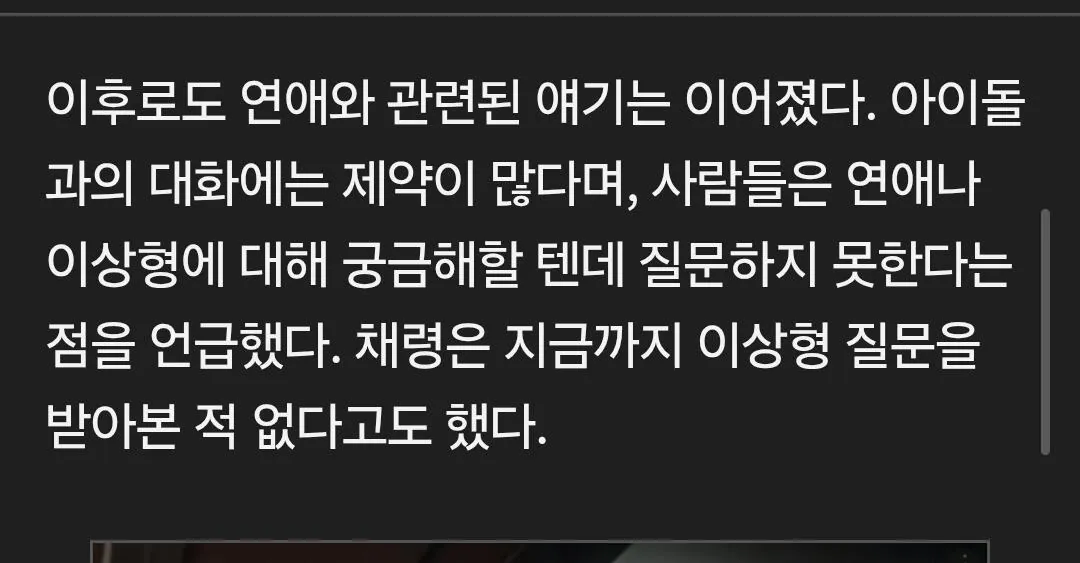 이후로도 연애와 관련된 얘기는 이어졌다. 아이돌
과의 대화에는 제약이 많다며, 사람들은 연애나
이상형에 대해 궁금해할 텐데 질문하지 못한다는
점을 언급했다. 채령은 지금까지 이상형 질문을
받아본 적 없다고도 했다.